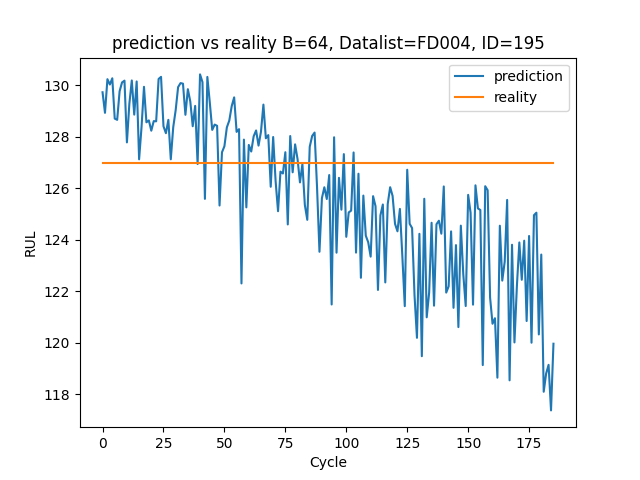 prediction vs reality B=64, Datalist=FD004, ID=195
prediction
reality
RUL
130
128
126
124
122
120
118
0 25 50 75 100 125 150 175
Cycle